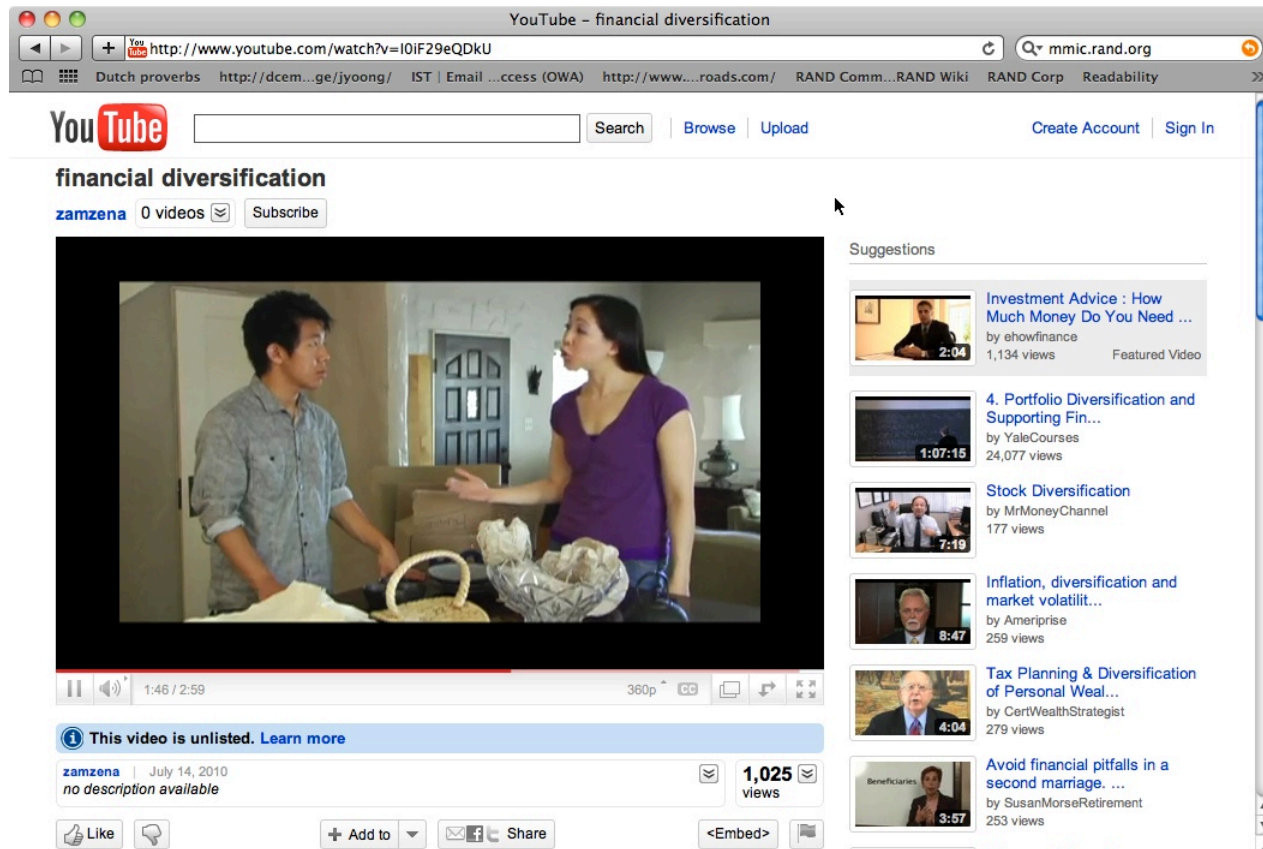 YouTube – financial diversification
http://www.youtube.com/watch?v=I0iF29eQDkU
mmic.rand.org
Dutch proverbs http://dcem...ge/jyoong/ IST | Email ...ccess (OWA) http://www....roads.com/ RAND Comm...RAND Wiki RAND Corp Readability
YouTube
Search
Browse
Upload
Create Account
Sign In
financial diversification
zamzena 0 videos Subscribe
1:46 / 2:59
360p
CC
This video is unlisted. Learn more
zamzena | July 14, 2010
no description available
1,025
views
Like
Add to
Share
<Embed>
Suggestions
Investment Advice : How
Much Money Do You Need ...
by ehowfinance
1,134 views Featured Video
2:04
4. Portfolio Diversification and
Supporting Fin...
by YaleCourses
24,077 views
1:07:15
Stock Diversification
by MrMoneyChannel
177 views
7:19
Inflation, diversification and
market volatilit...
by Ameriprise
259 views
8:47
Tax Planning & Diversification
of Personal Weal...
by CertWealthStrategist
279 views
4:04
Avoid financial pitfalls in a
second marriage. ...
by SusanMorseRetirement
253 views
Beneficiaries
3:57